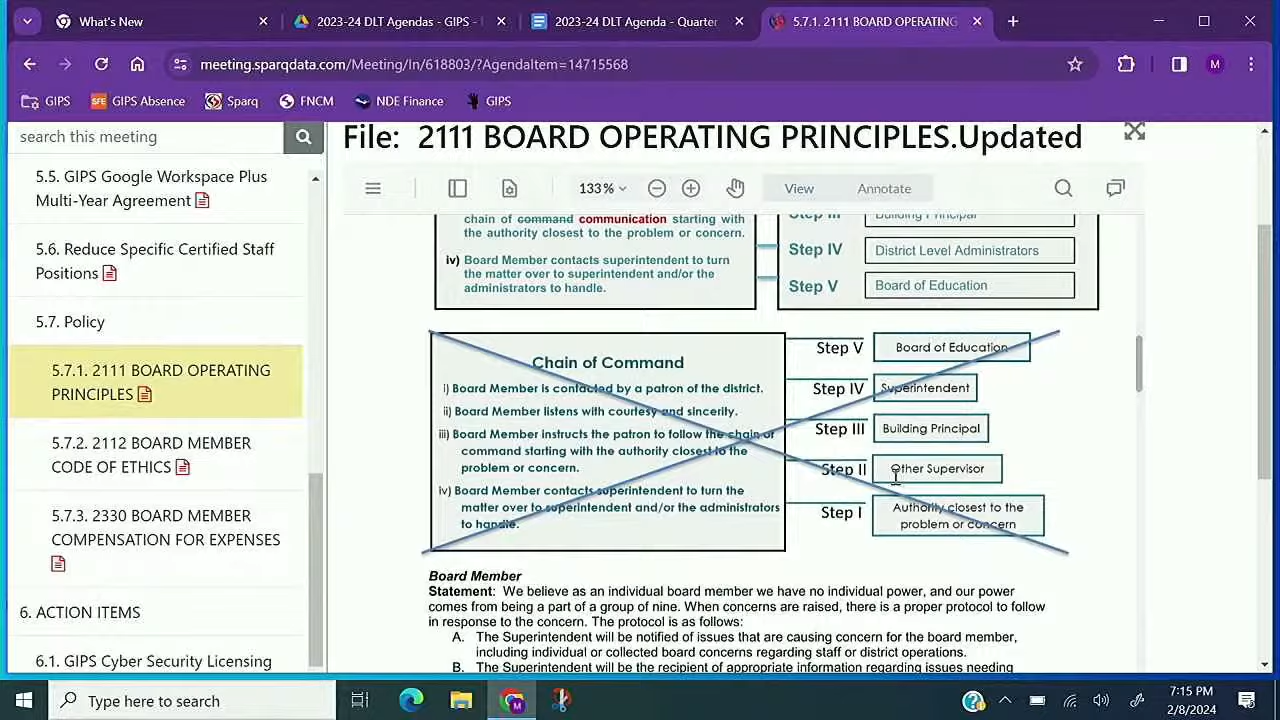 What's New
2023-24 DLT Agendas - GIPS -
2023-24 DLT Agenda - Quarter
5.7.1. 2111 BOARD OPERATING
meeting.sparqdata.com/Meeting/In/618803/?AgendaItem=14715568
M
GIPS
SFE GIPS Absence
Sparq
FNCM
NDE Finance
GIPS
search this meeting
5.5. GIPS Google Workspace Plus
Multi-Year Agreement
5.6. Reduce Specific Certified Staff
Positions
5.7. Policy
5.7.1. 2111 BOARD OPERATING
PRINCIPLES
5.7.2. 2112 BOARD MEMBER
CODE OF ETHICS
5.7.3. 2330 BOARD MEMBER
COMPENSATION FOR EXPENSES
6. ACTION ITEMS
6.1. GIPS Cyber Security Licensing
File: 2111 BOARD OPERATING PRINCIPLES.Updated
133%
View
Annotate
chain of command communication starting with
the authority closest to the problem or concern.
iv) Board Member contacts superintendent to turn
the matter over to superintendent and/or the
administrators to handle.
Step III Building Principal
Step IV District Level Administrators
Step V Board of Education
Chain of Command
i) Board Member is contacted by a patron of the district.
ii) Board Member listens with courtesy and sincerity.
iii) Board Member instructs the patron to follow the chain of
command starting with the authority closest to the
problem or concern.
iv) Board Member contacts superintendent to turn the
matter over to superintendent and/or the administrators
to handle.
Step V Board of Education
Step IV Superintendent
Step III Building Principal
Step II Other Supervisor
Step I Authority closest to the
problem or concern
Board Member
Statement: We believe as an individual board member we have no individual power, and our power
comes from being a part of a group of nine. When concerns are raised, there is a proper protocol to follow
in response to the concern. The protocol is as follows:
A. The Superintendent will be notified of issues that are causing concern for the board member,
including individual or collected board concerns regarding staff or district operations.
B. The Superintendent will be the recipient of appropriate information regarding issues needing
Type here to search
M
7:15 PM
2/8/2024